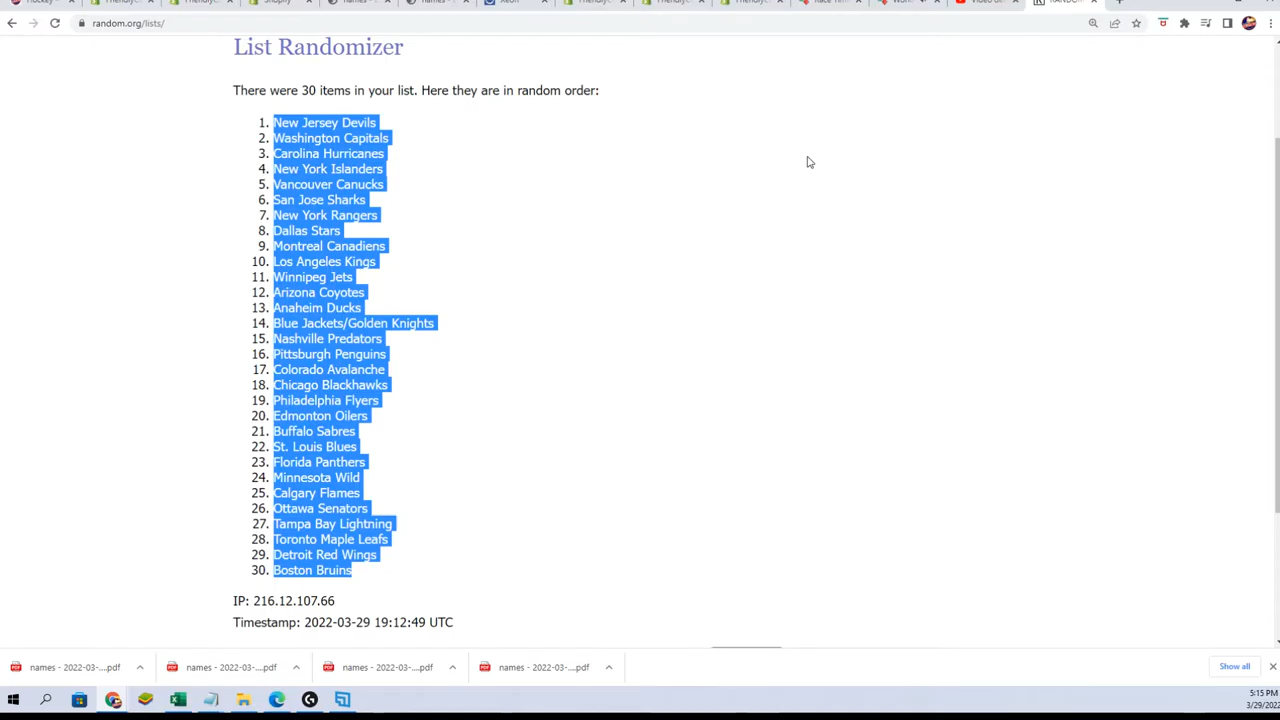 random.org/lists/
List Randomizer
There were 30 items in your list. Here they are in random order:
1. New Jersey Devils
2. Washington Capitals
3. Carolina Hurricanes
4. New York Islanders
5. Vancouver Canucks
6. San Jose Sharks
7. New York Rangers
8. Dallas Stars
9. Montreal Canadiens
10. Los Angeles Kings
11. Winnipeg Jets
12. Arizona Coyotes
13. Anaheim Ducks
14. Blue Jackets/Golden Knights
15. Nashville Predators
16. Pittsburgh Penguins
17. Colorado Avalanche
18. Chicago Blackhawks
19. Philadelphia Flyers
20. Edmonton Oilers
21. Buffalo Sabres
22. St. Louis Blues
23. Florida Panthers
24. Minnesota Wild
25. Calgary Flames
26. Ottawa Senators
27. Tampa Bay Lightning
28. Toronto Maple Leafs
29. Detroit Red Wings
30. Boston Bruins
IP: 216.12.107.66
Timestamp: 2022-03-29 19:12:49 UTC
names - 2022-03-....pdf names - 2022-03-....pdf names - 2022-03-....pdf names - 2022-03-....pdf Show all
5:15 PM